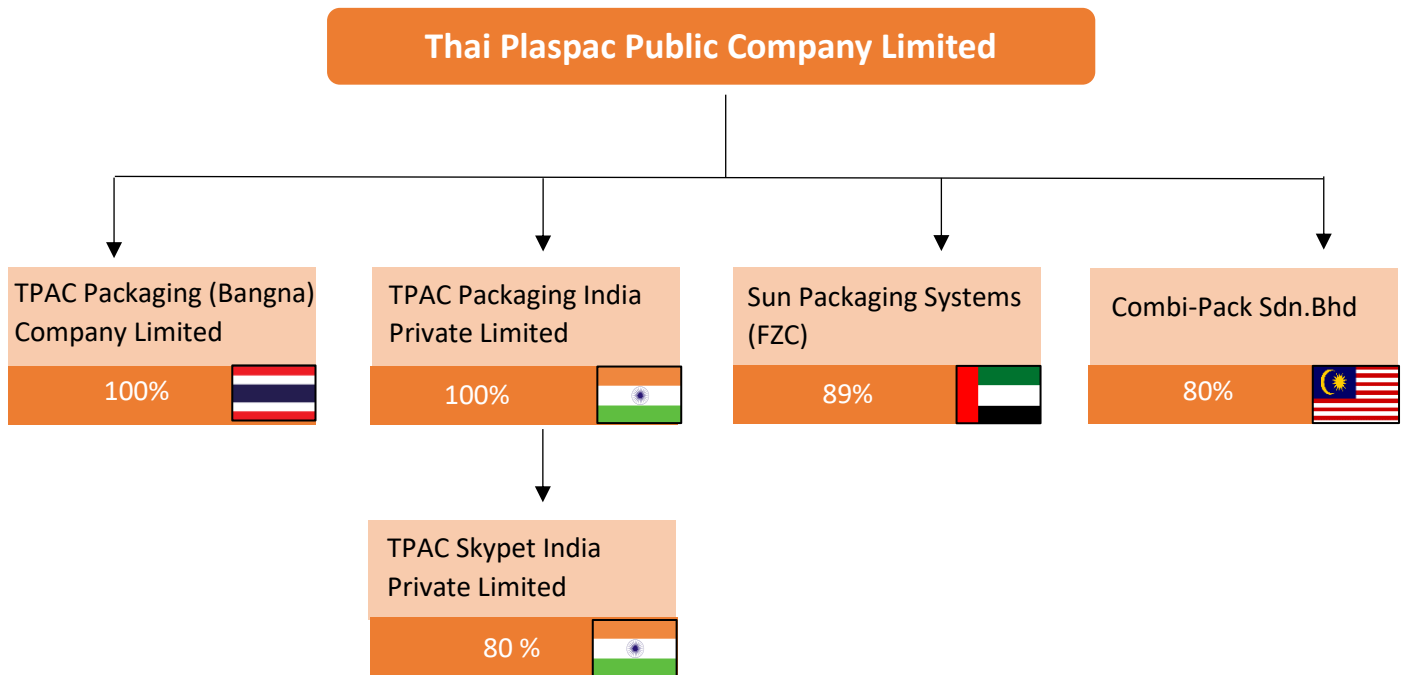 Thai Plaspac Public Company Limited
TPAC Packaging (Bangna)
Company Limited
100%
TPAC Packaging India
Private Limited
100%
Sun Packaging Systems
(FZC)
89%
Combi-Pack Sdn.Bhd
80%
TPAC Skypet India
Private Limited
80 %